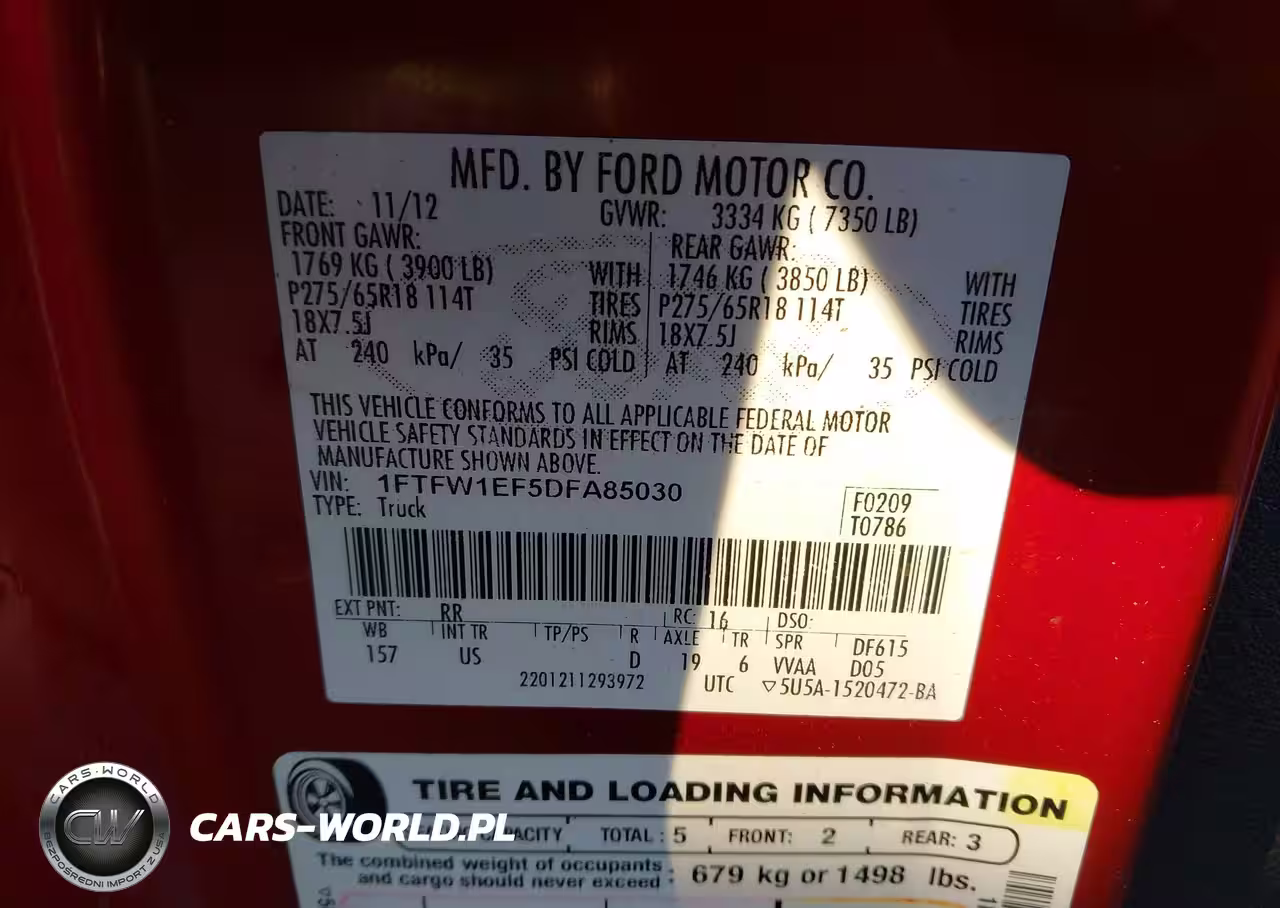 MFD. BY FORD MOTOR CO.
DATE: 11/12 GVWR: 3334 KG ( 7350 LB)
FRONT GAWR: REAR GAWR:
1769 KG ( 3900 LB) WITH 1746 KG ( 3850 LB) WITH
P275/65R18 114T TIRES P275/65R18 114T TIRES
18X7.5J RIMS 18X7.5J RIMS
AT 240 kPa/ 35 PSI COLD AT 240 kPa/ 35 PSI COLD
THIS VEHICLE CONFORMS TO ALL APPLICABLE FEDERAL MOTOR
VEHICLE SAFETY STANDARDS IN EFFECT ON THE DATE OF
MANUFACTURE SHOWN ABOVE.
VIN: 1FTFW1EF5DFA85030
TYPE: Truck
F0209
T0786
EXT PNT: RR RC: 16 DSO:
WB INT TR TP/PS R AXLE TR SPR DF615
157 US D 19 6 VVAA D05
2201211293972 UTC ▽5U5A-1520472-BA
TIRE AND LOADING INFORMATION
TOTAL : 5 FRONT: 2 REAR: 3
The combined weight of occupants
and cargo should never exceed : 679 kg or 1498 lbs.
CARS-WORLD
CW
BEZPOŚREDNI IMPORT Z USA
CARS-WORLD.PL